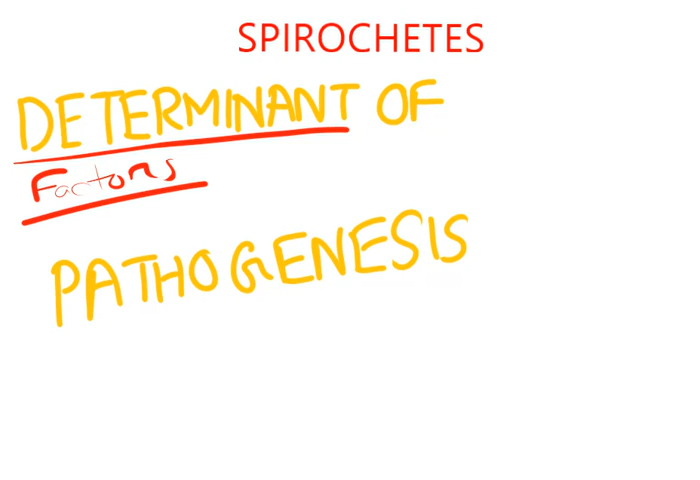 SPIROCHETES
DETERMINANT OF
Factors
PATHOGENESIS